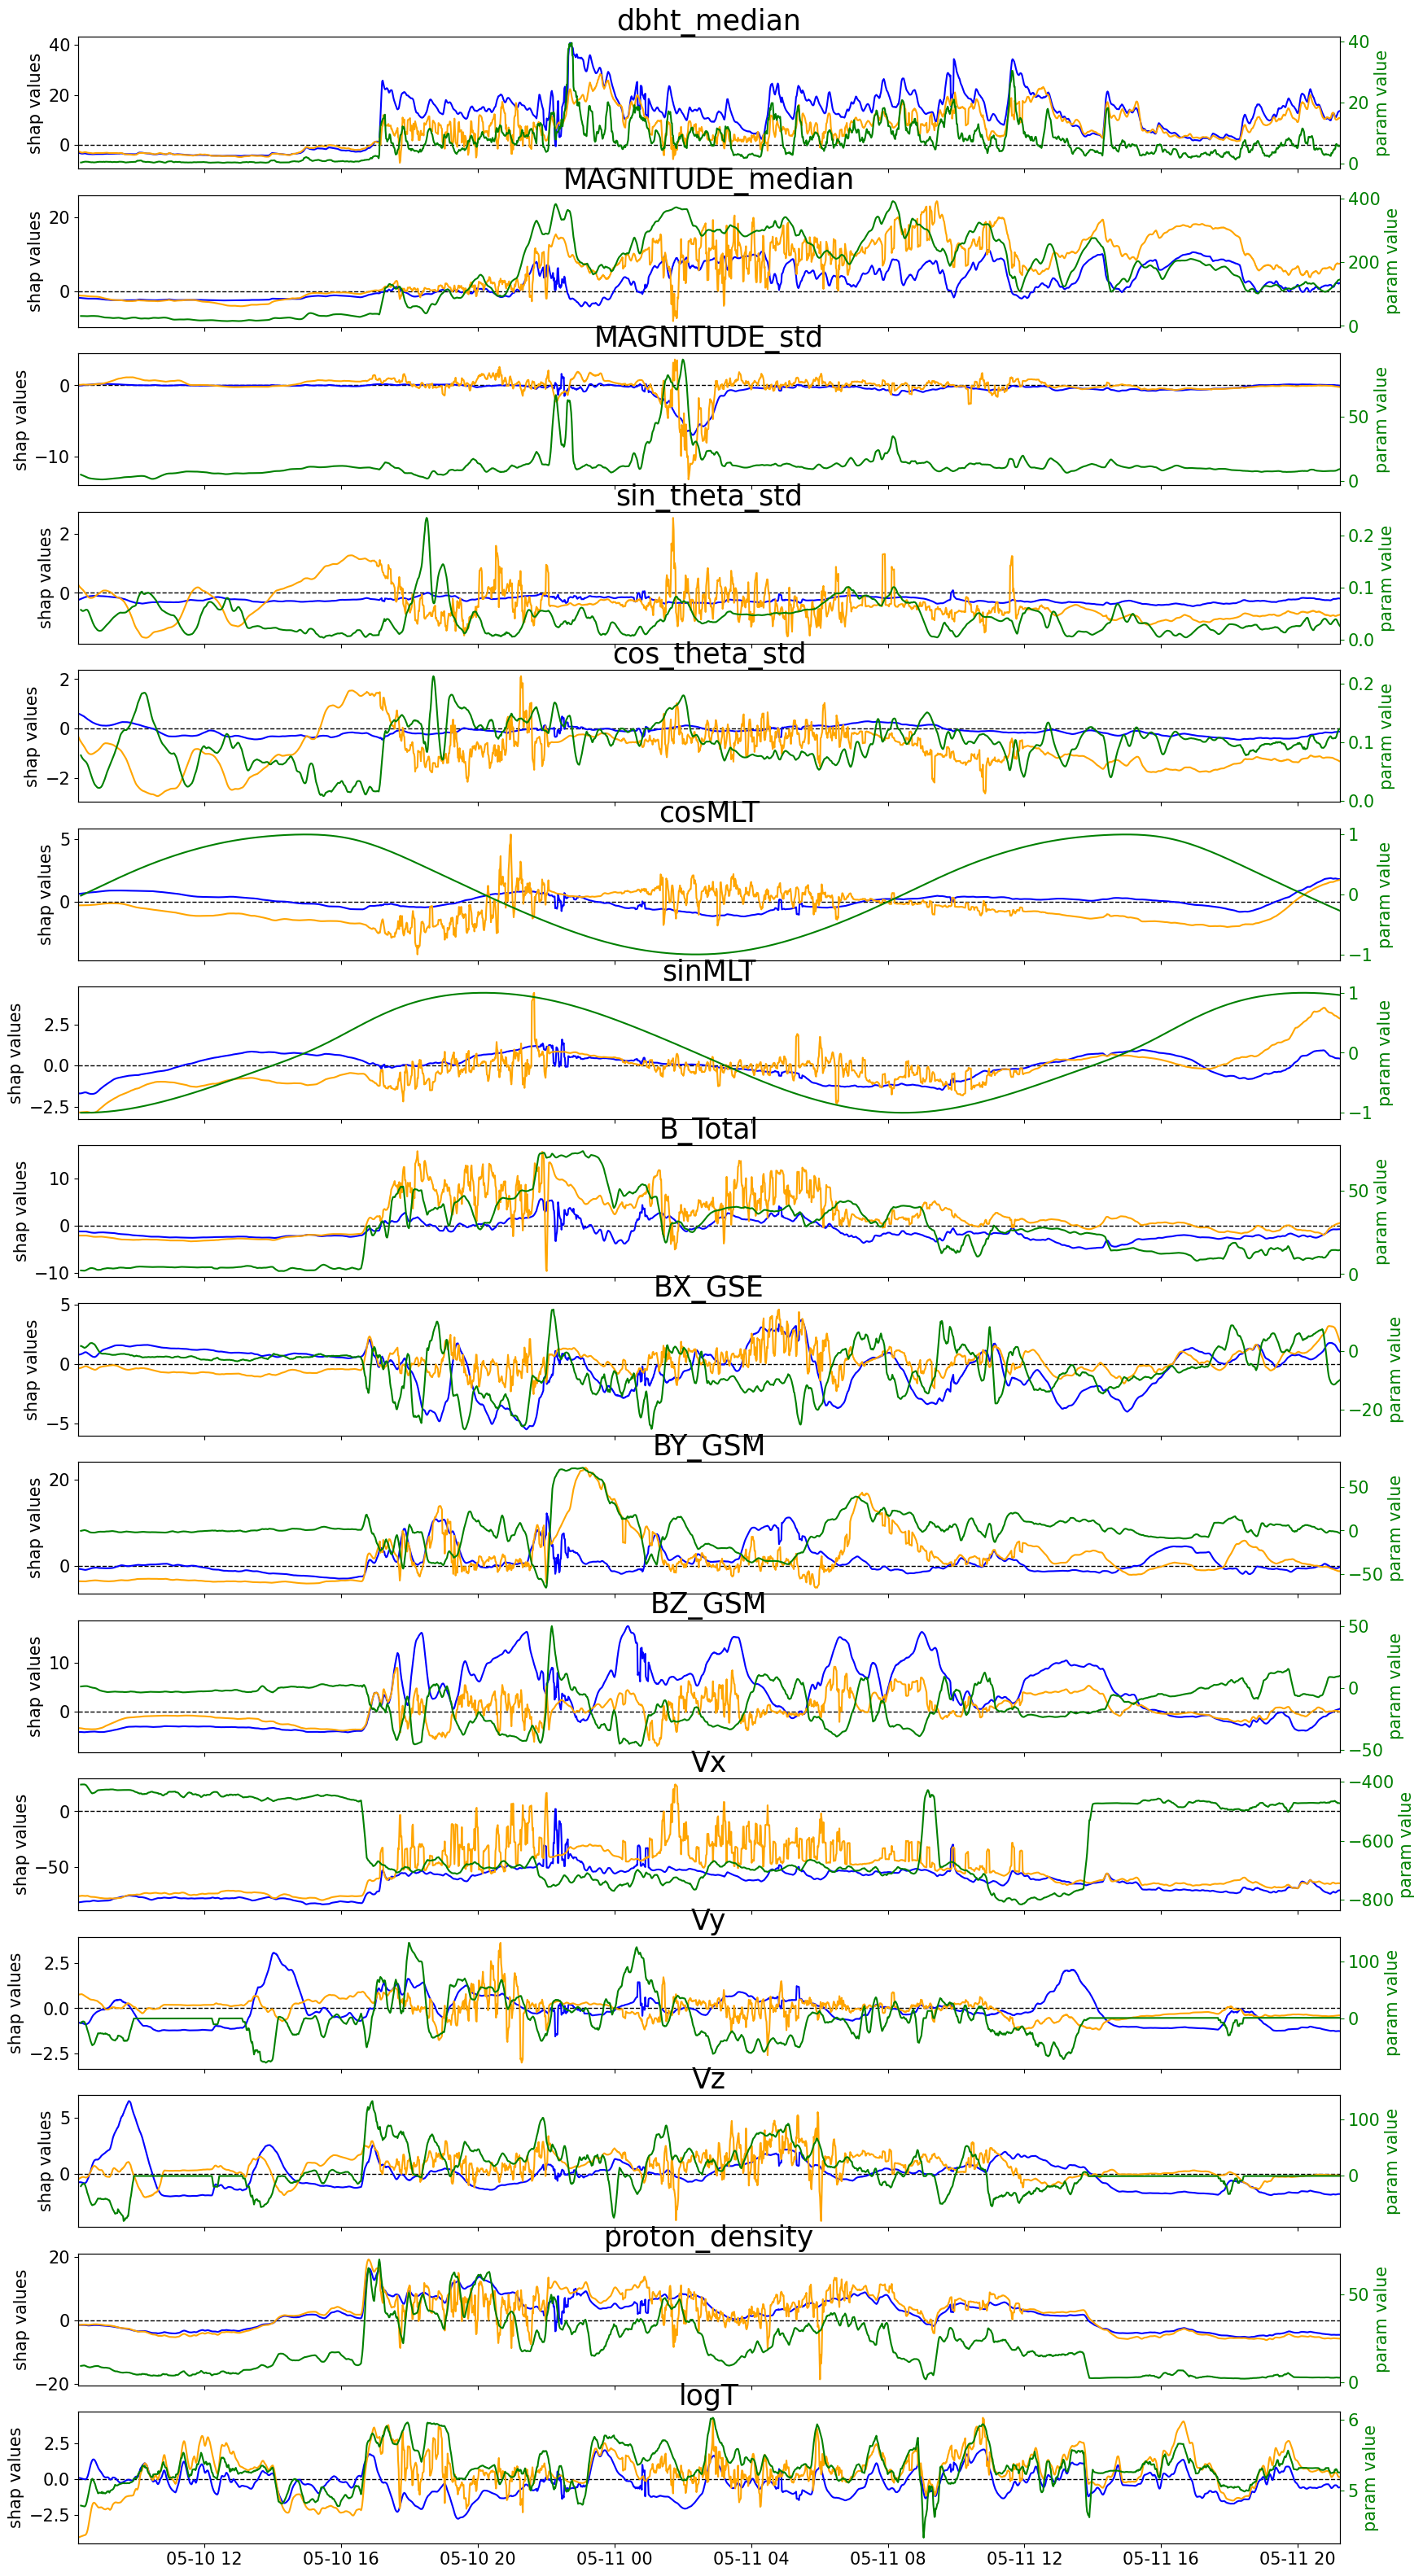 dbht_median
40
20
0
shap values
40
20
0
param value
MAGNITUDE_median
20
0
shap values
400
200
0
param value
MAGNITUDE_std
0
−10
shap values
50
0
param value
sin_theta_std
2
0
shap values
0.2
0.1
0.0
param value
cos_theta_std
2
0
−2
shap values
0.2
0.1
0.0
param value
cosMLT
5
0
shap values
1
0
−1
param value
sinMLT
2.5
0.0
−2.5
shap values
1
0
−1
param value
B_Total
10
0
−10
shap values
50
0
param value
BX_GSE
5
0
−5
shap values
0
−20
param value
BY_GSM
20
0
shap values
50
0
−50
param value
BZ_GSM
10
0
shap values
50
0
−50
param value
Vx
0
−50
shap values
−400
−600
−800
param value
Vy
2.5
0.0
−2.5
shap values
100
0
param value
Vz
5
0
shap values
100
0
param value
proton_density
20
0
−20
shap values
50
0
param value
logT
2.5
0.0
−2.5
shap values
6
5
param value
05-10 12 05-10 16 05-10 20 05-11 00 05-11 04 05-11 08 05-11 12 05-11 16 05-11 20